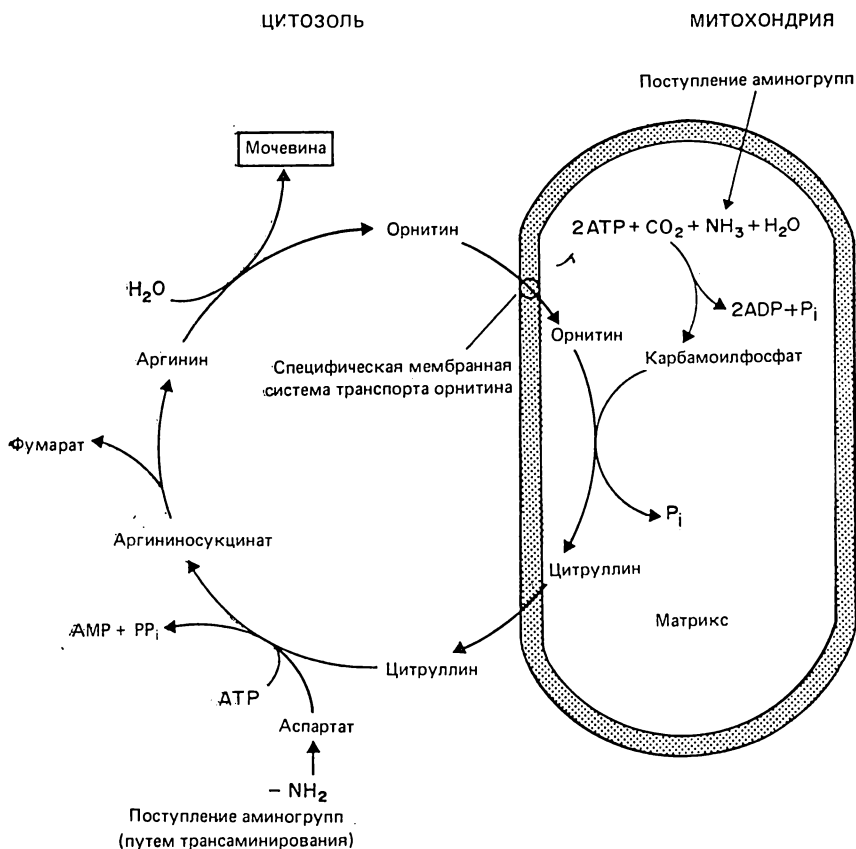 ЦИТОЗОЛЬ
МИТОХОНДРИЯ
Поступление аминогрупп
Мочевина
Орнитин
2ATP + CO₂ + NH₃ + H₂O
H₂O
2ADP + Pᵢ
Орнитин
Аргинин
Карбамоилфосфат
Специфическая мембранная
система транспорта орнитина
Фумарат
Pᵢ
Аргининосукцинат
Цитруллин
Матрикс
AMP + PPᵢ
Цитруллин
ATP
Аспартат
– NH₂
Поступление аминогрупп
(путем трансаминирования)